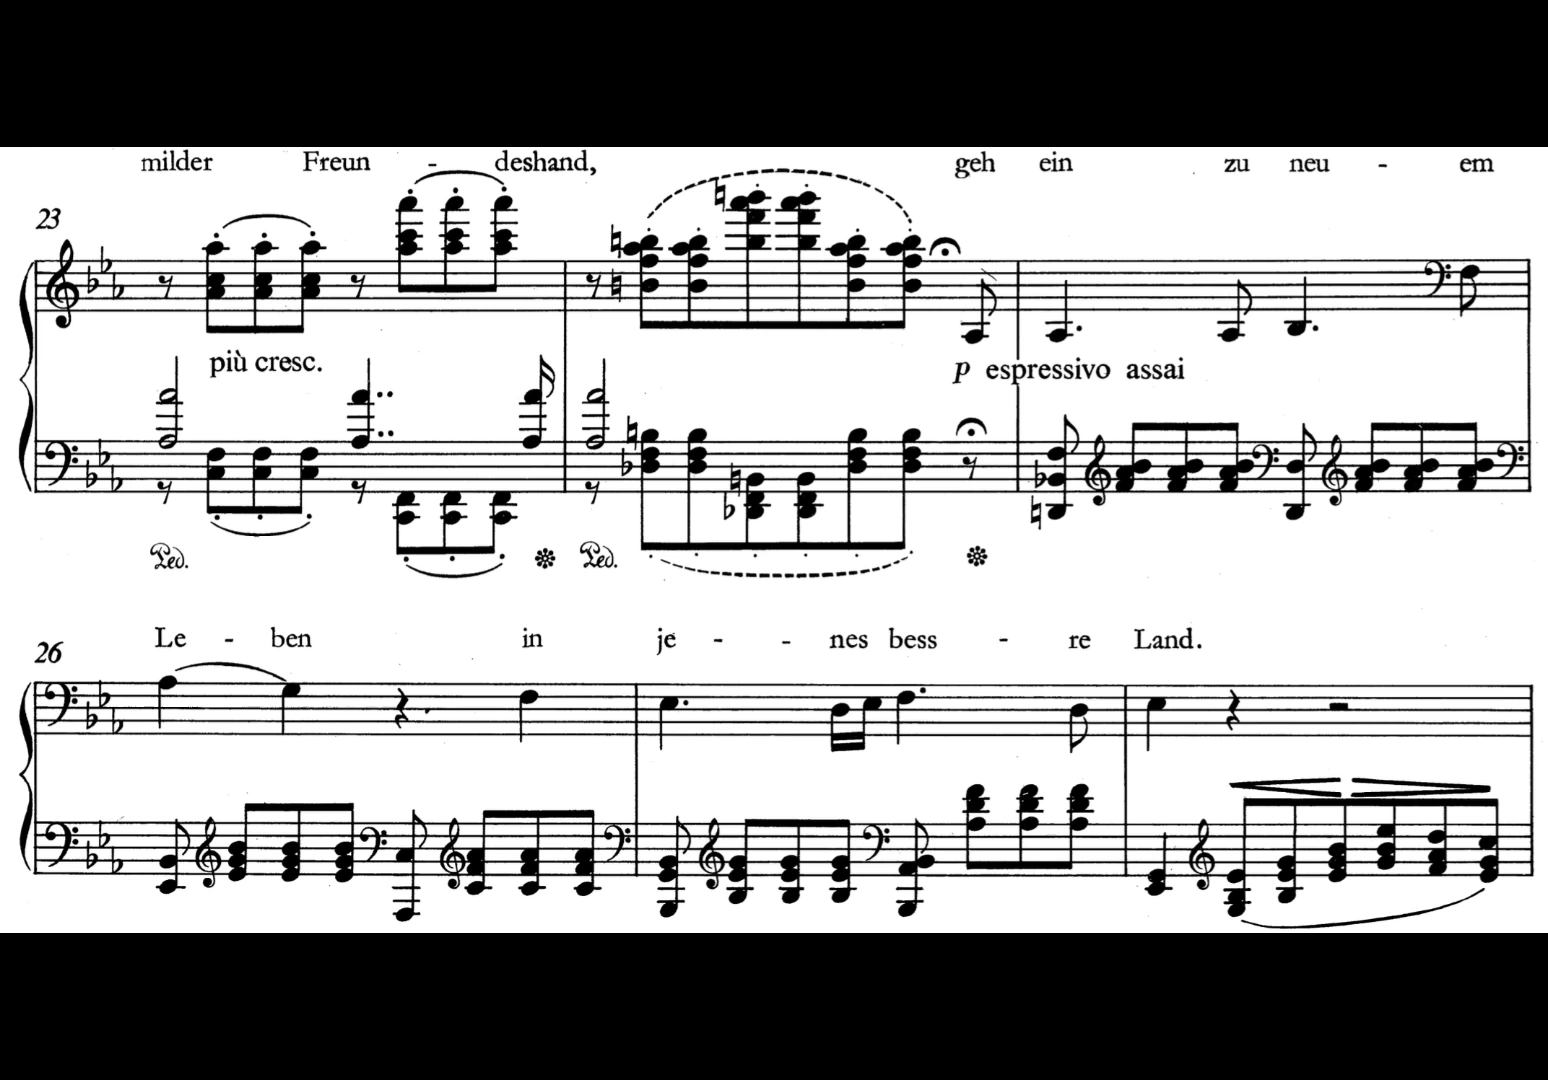 milder Freun - deshand, geh ein zu neu - em
23
più cresc.
p espressivo assai
Ped. Ped.
26
Le - ben in je - - nes bess - re Land.